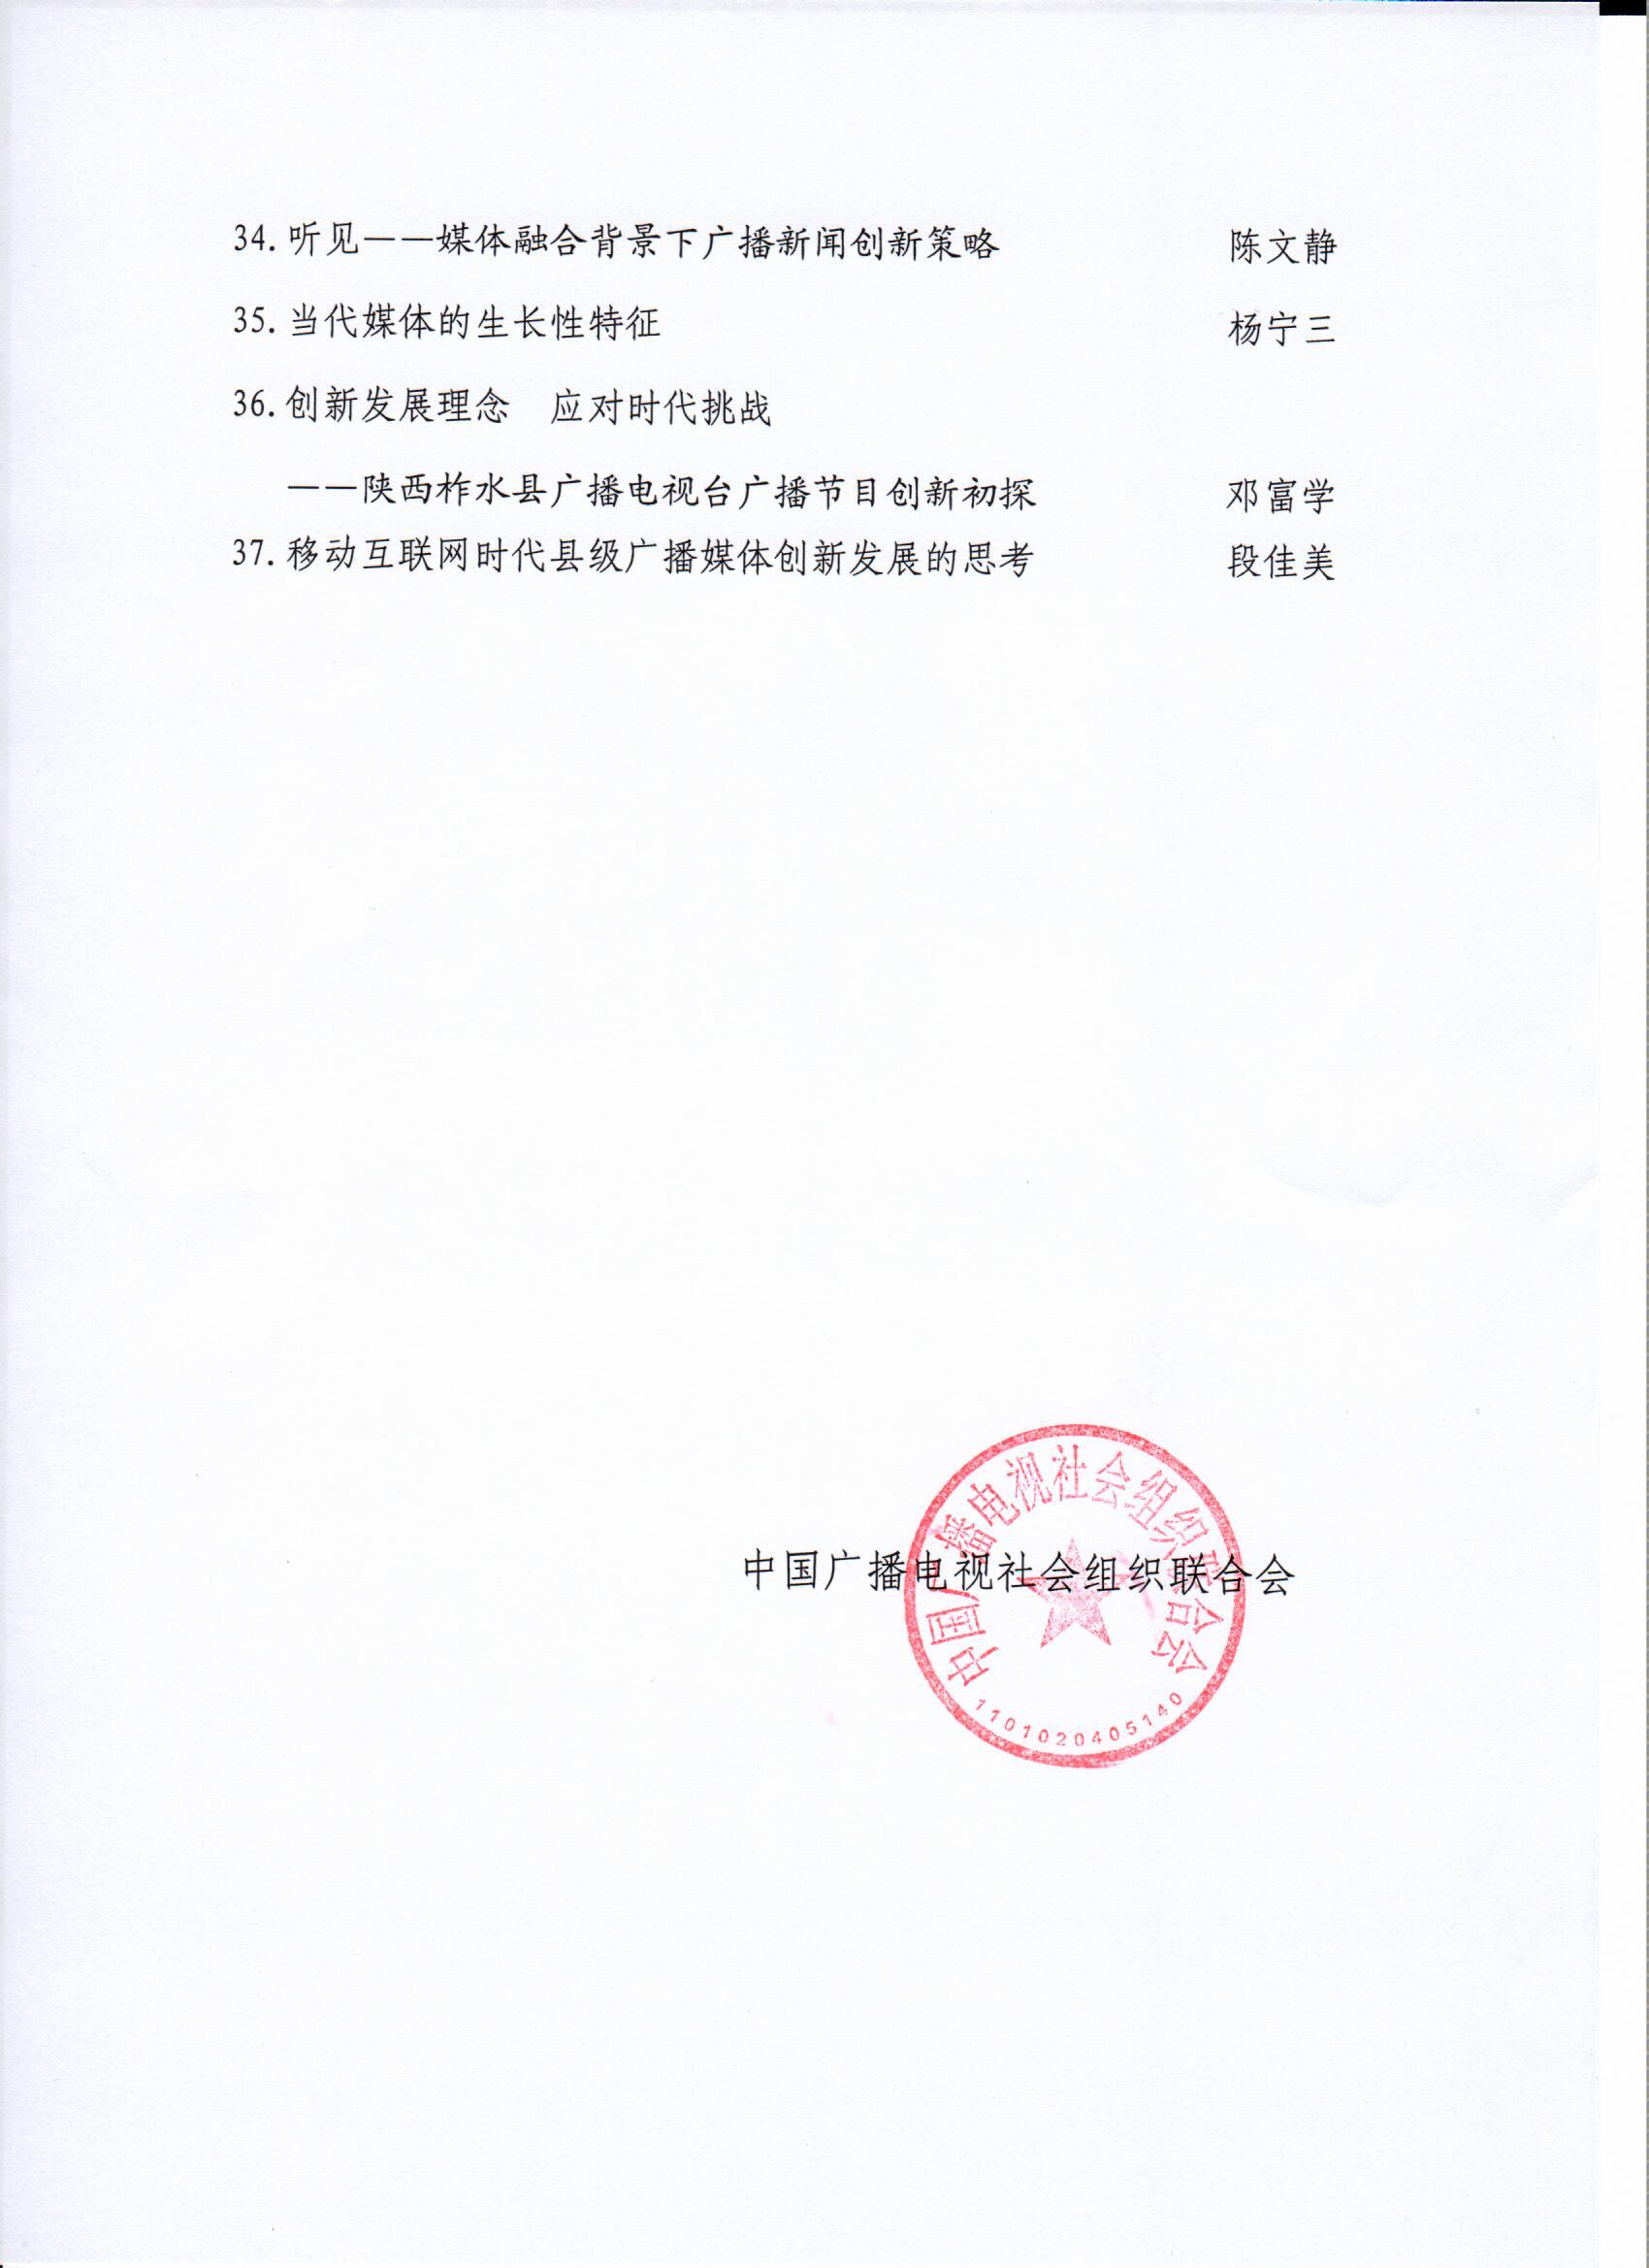 34. 听见——媒体融合背景下广播新闻创新策略 陈文静
35. 当代媒体的生长性特征 杨宁三
36. 创新发展理念 应对时代挑战
——陕西柞水县广播电视台广播节目创新初探 邓富学
37. 移动互联网时代县级广播媒体创新发展的思考 段佳美
中国广播电视社会组织联合会
中国广播电视社会组织联合会
1101020405140